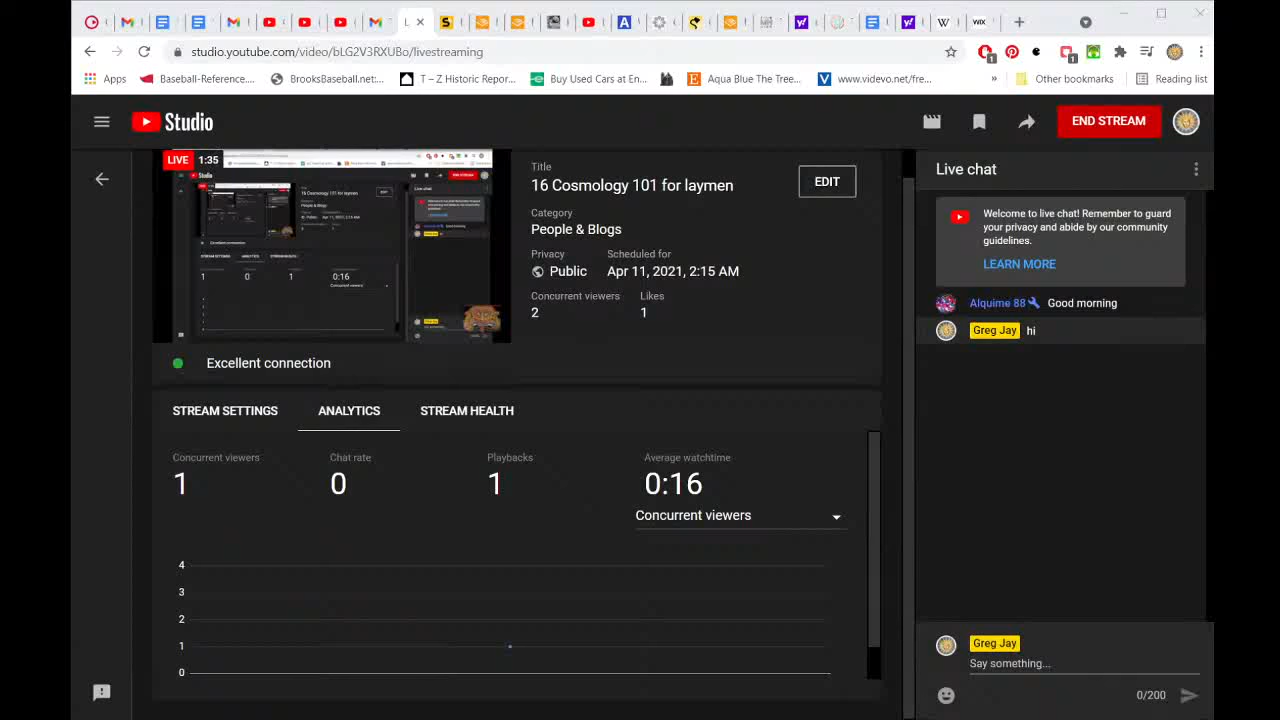 studio.youtube.com/video/bLG2V3RXUBo/livestreaming
Apps
Baseball-Reference....
BrooksBaseball.net:...
T – Z Historic Repor...
Buy Used Cars at En...
Aqua Blue The Tree...
www.videvo.net/fre...
»
Other bookmarks
Reading list
Studio
END STREAM
LIVE 1:35
Title
16 Cosmology 101 for laymen
EDIT
Category
People & Blogs
Privacy
Scheduled for
Public
Apr 11, 2021, 2:15 AM
Concurrent viewers
Likes
2
1
Excellent connection
STREAM SETTINGS
ANALYTICS
STREAM HEALTH
Concurrent viewers
Chat rate
Playbacks
Average watchtime
1
0
1
0:16
Concurrent viewers
4
3
2
1
0
Live chat
Welcome to live chat! Remember to guard
your privacy and abide by our community
guidelines.
LEARN MORE
Alquime 88 Good morning
Greg Jay hi
Greg Jay
Say something...
0/200